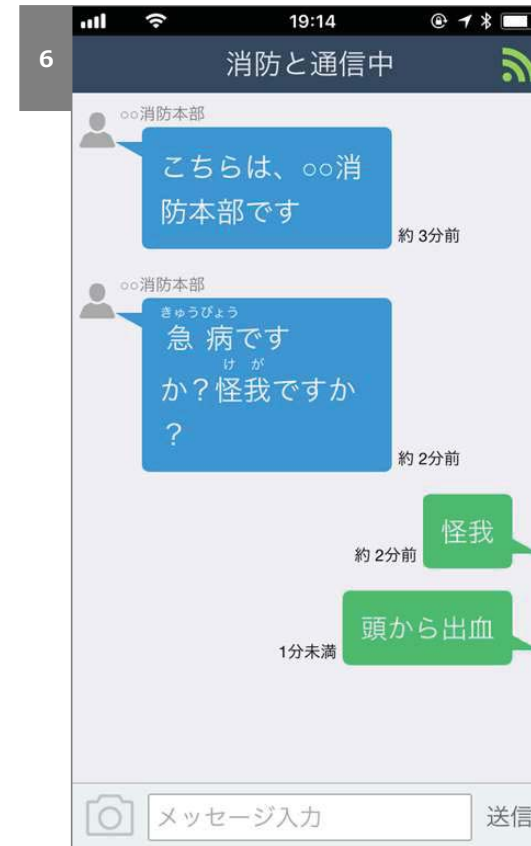 19:14
6
消防と通信中
○○消防本部
こちらは、○○消
防本部です
約 3分前
○○消防本部
きゅうびょう
急 病です
け が
か？怪我ですか
？
約 2分前
怪我
約 2分前
頭から出血
1分未満
メッセージ入力
送信